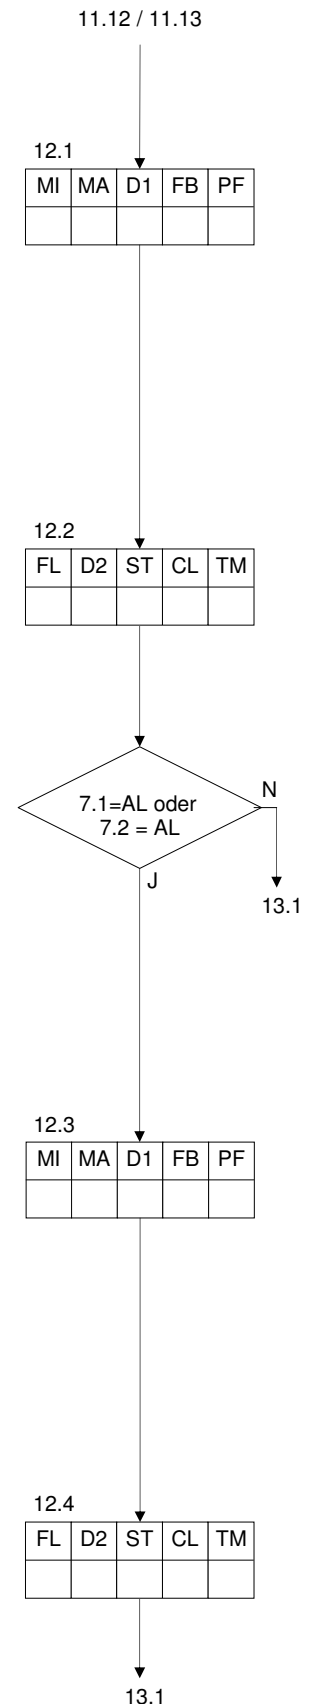 11.12 / 11.13
12.1
MI MA D1 FB PF
12.2
FL D2 ST CL TM
7.1=AL oder
7.2 = AL
N
J
13.1
12.3
MI MA D1 FB PF
12.4
FL D2 ST CL TM
13.1